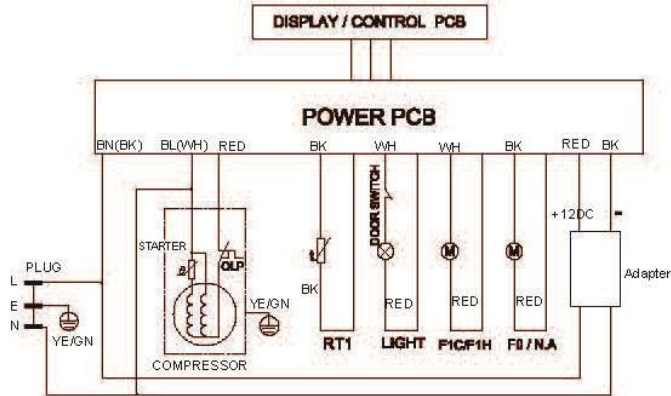 DISPLAY / CONTROL PCB
POWER PCB
BN(BK) BL(WH) RED BK WH WH BK RED BK
DOOR SWITCH
+12DC -
STARTER
OLP
t
M
M
Adapter
PLUG
L
E
N
YE/GN
YE/GN
BK
RED RED RED
COMPRESSOR
RT1 LIGHT F1C/F1H F0 / N.A